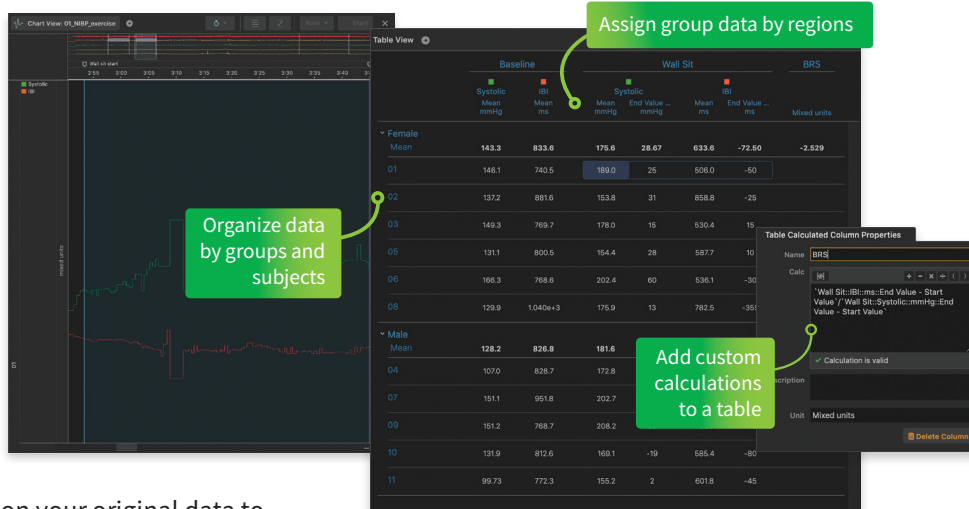 Chart View: 01_NIBP_exercise
Wall sit start
2:55 3:00 3:05 3:10 3:15 3:20 3:25 3:30 3:35 3:40
Systolic
IBI
mixed units
01
Table View
Assign group data by regions
Baseline Wall Sit BRS
Systolic IBI Systolic IBI
Mean Mean Mean End Value ... Mean End Value ...
mmHg ms mmHg mmHg ms ms Mixed units
Female
Mean 143.3 833.6 175.6 28.67 633.6 -72.50 -2.529
01 146.1 740.5 189.0 25 506.0 -50
02 137.2 881.6 153.8 31 858.8 -25
03 149.3 769.7 178.0 15 530.4 15
05 131.1 800.5 154.4 28 587.7 10
06 166.3 768.6 202.4 60 536.1 -30
08 129.9 1.040e+3 175.9 13 782.5 -355
Male
Mean 128.2 826.8 181.6
04 107.0 828.7 172.8
07 151.1 951.8 202.7
09 151.2 768.7 208.2
10 131.9 812.6 169.1 -19 585.4 -80
11 99.73 772.3 155.2 2 601.8 -45
Organize data
by groups and
subjects
Table Calculated Column Properties
Name BRS
Calc + - × ÷ ( )
`Wall Sit::IBI::ms::End Value - Start
Value`/`Wall Sit::Systolic::mmHg::End
Value - Start Value`
Calculation is valid
scription
Unit Mixed units
Delete Column
Add custom
calculations
to a table
on your original data to